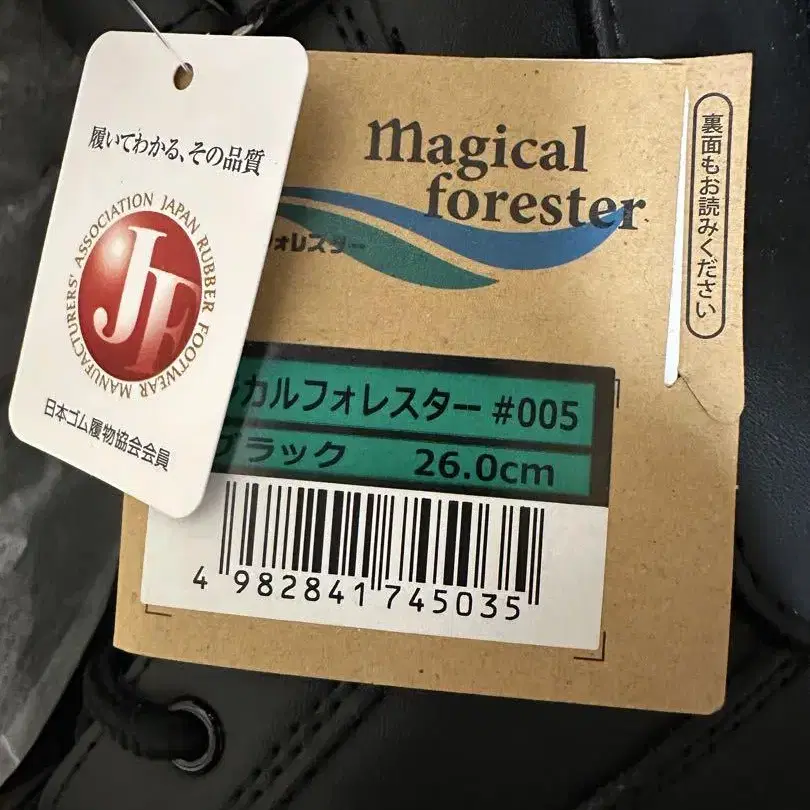 履いてわかる、その品質
ASSOCIATION JAPAN RUBBER FOOTWEAR MANUFACTURERS'
JF
日本ゴム履物協会会員
magical
forester
フォレスター
裏面もお読みください
カルフォレスター #005
ブラック 26.0cm
4 982841 745035